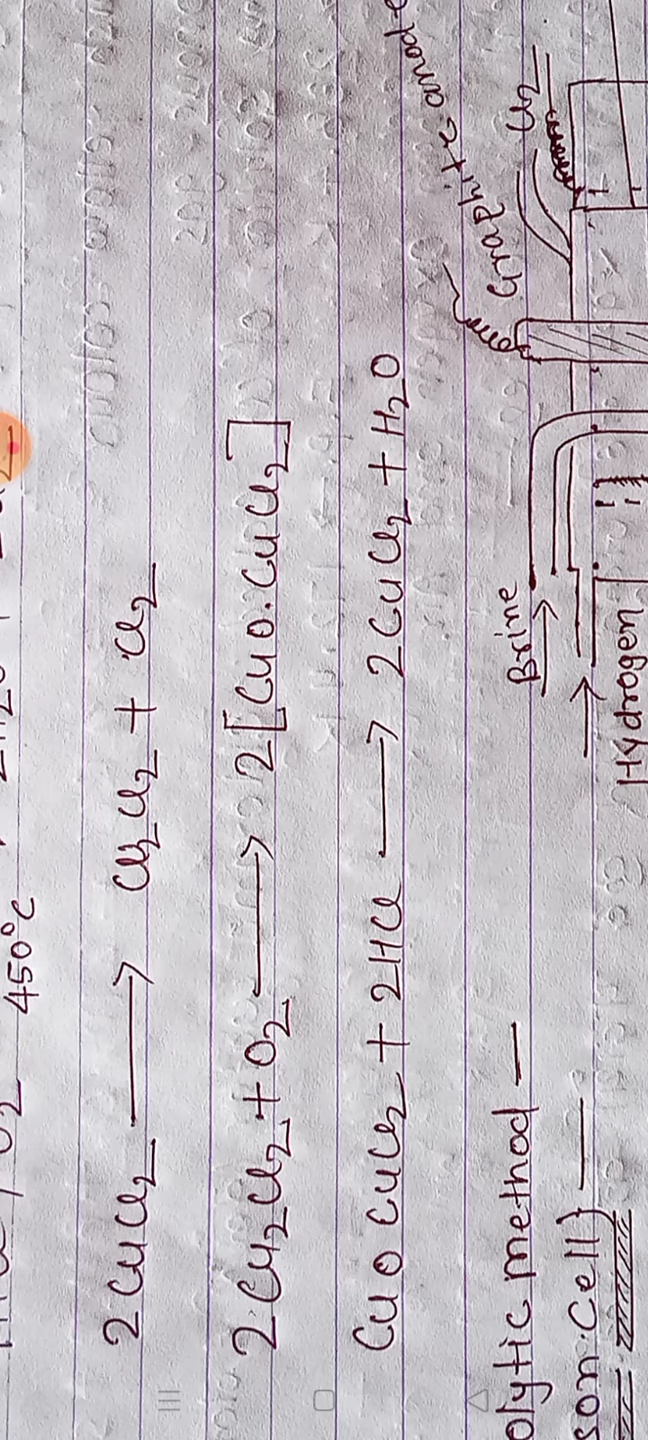 450°C
2CuCl₂ ⟶ Cu₂Cl₂ + Cl₂
2Cu₂Cl₂ + O₂ ⟶ 2[CuO.CuCl₂]
CuO CuCl₂ + 2HCl ⟶ 2CuCl₂ + H₂O
olytic method —
son cell} —
Graphite anode
Cl₂
Brine
Hydrogen